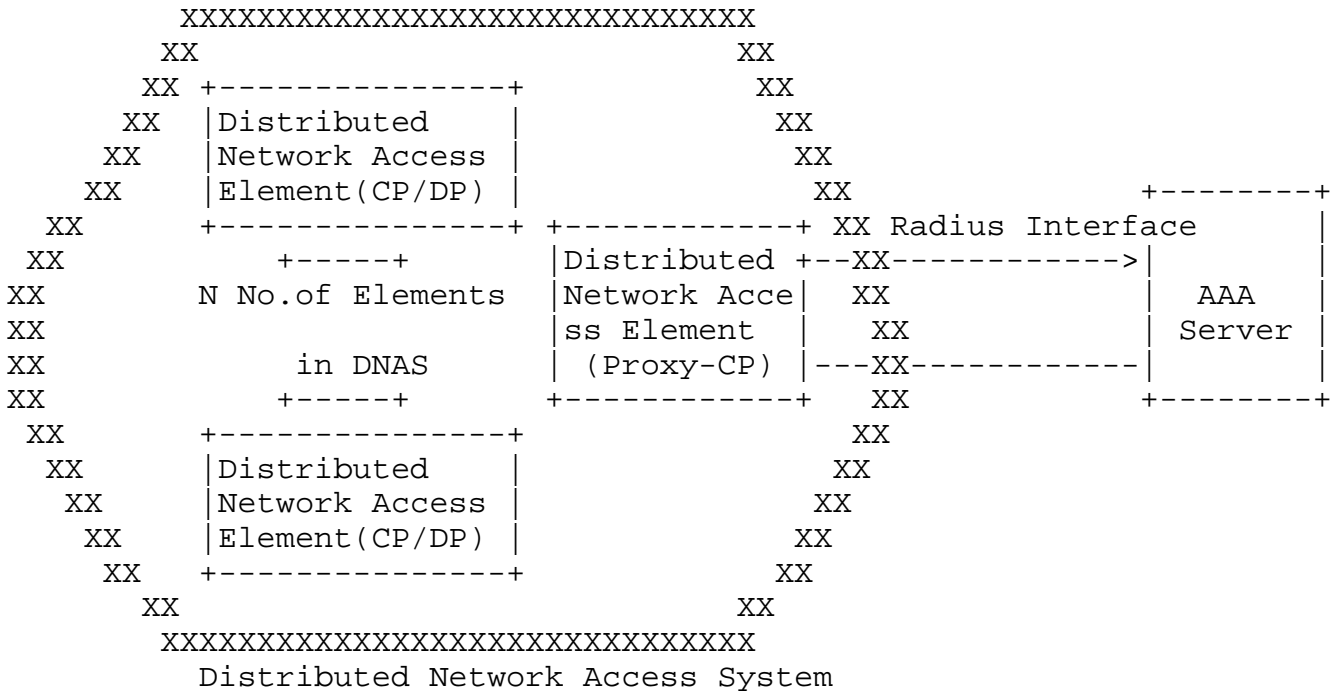 Distributed
Network Access
Element(CP/DP)
Radius Interface
N No.of Elements
in DNAS
Distributed
Network Acce
ss Element
(Proxy-CP)
AAA
Server
Distributed
Network Access
Element(CP/DP)
Distributed Network Access System